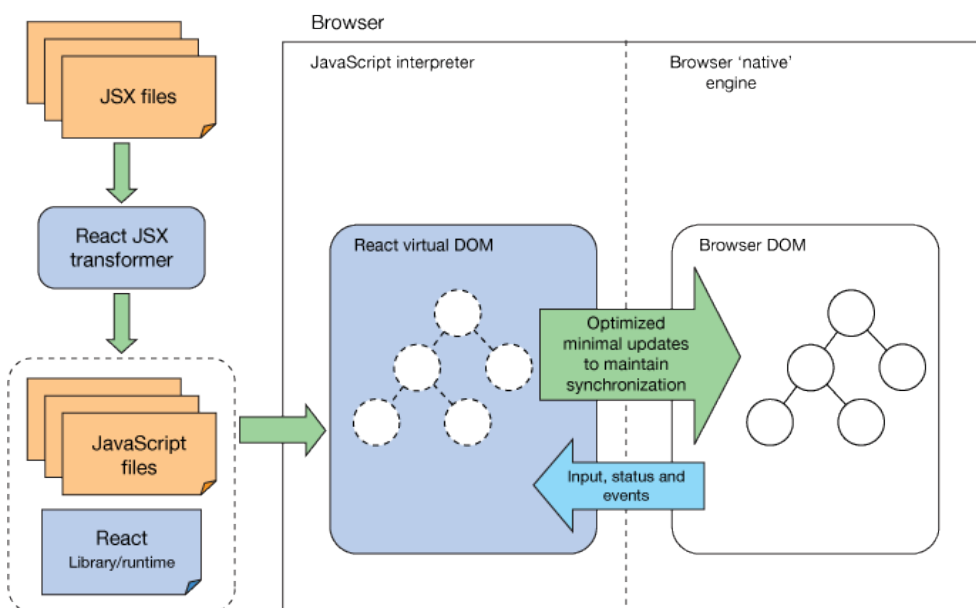 Browser
JavaScript interpreter
Browser ‘native’
engine
JSX files
React JSX
transformer
JavaScript
files
React
Library/runtime
React virtual DOM
Optimized
minimal updates
to maintain
synchronization
Input, status and
events
Browser DOM